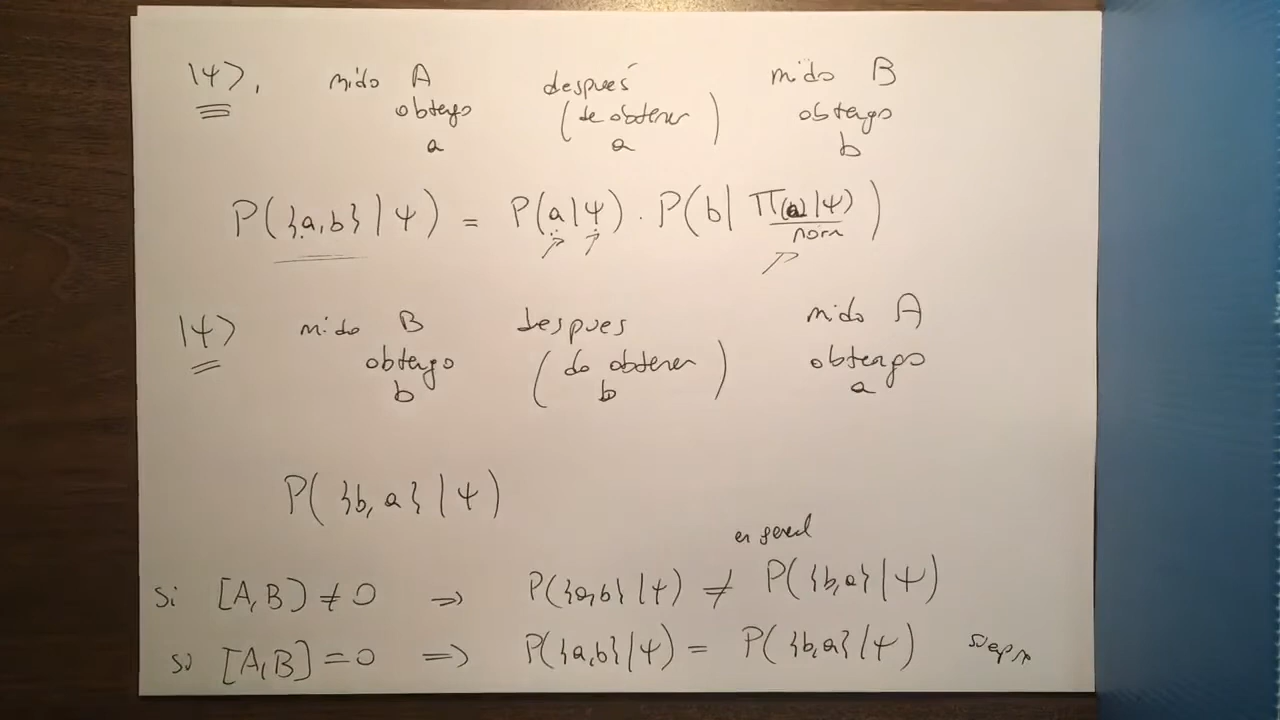 |ψ>, mido A después mido B
obtengo (de obtener) obtengo
a a b
P({a,b}|ψ) = P(a|ψ) · P(b| Π(a)|ψ⟩/norm )
|ψ⟩ mido B despues mido A
obtengo (de obtener) obtengo
b b a
P({b,a}|ψ)
en general
Si [A,B] ≠ 0 ⇒ P({a,b}|ψ) ≠ P({b,a}|ψ)
si [A,B] = 0 ⇒ P({a,b}|ψ) = P({b,a}|ψ) siempre